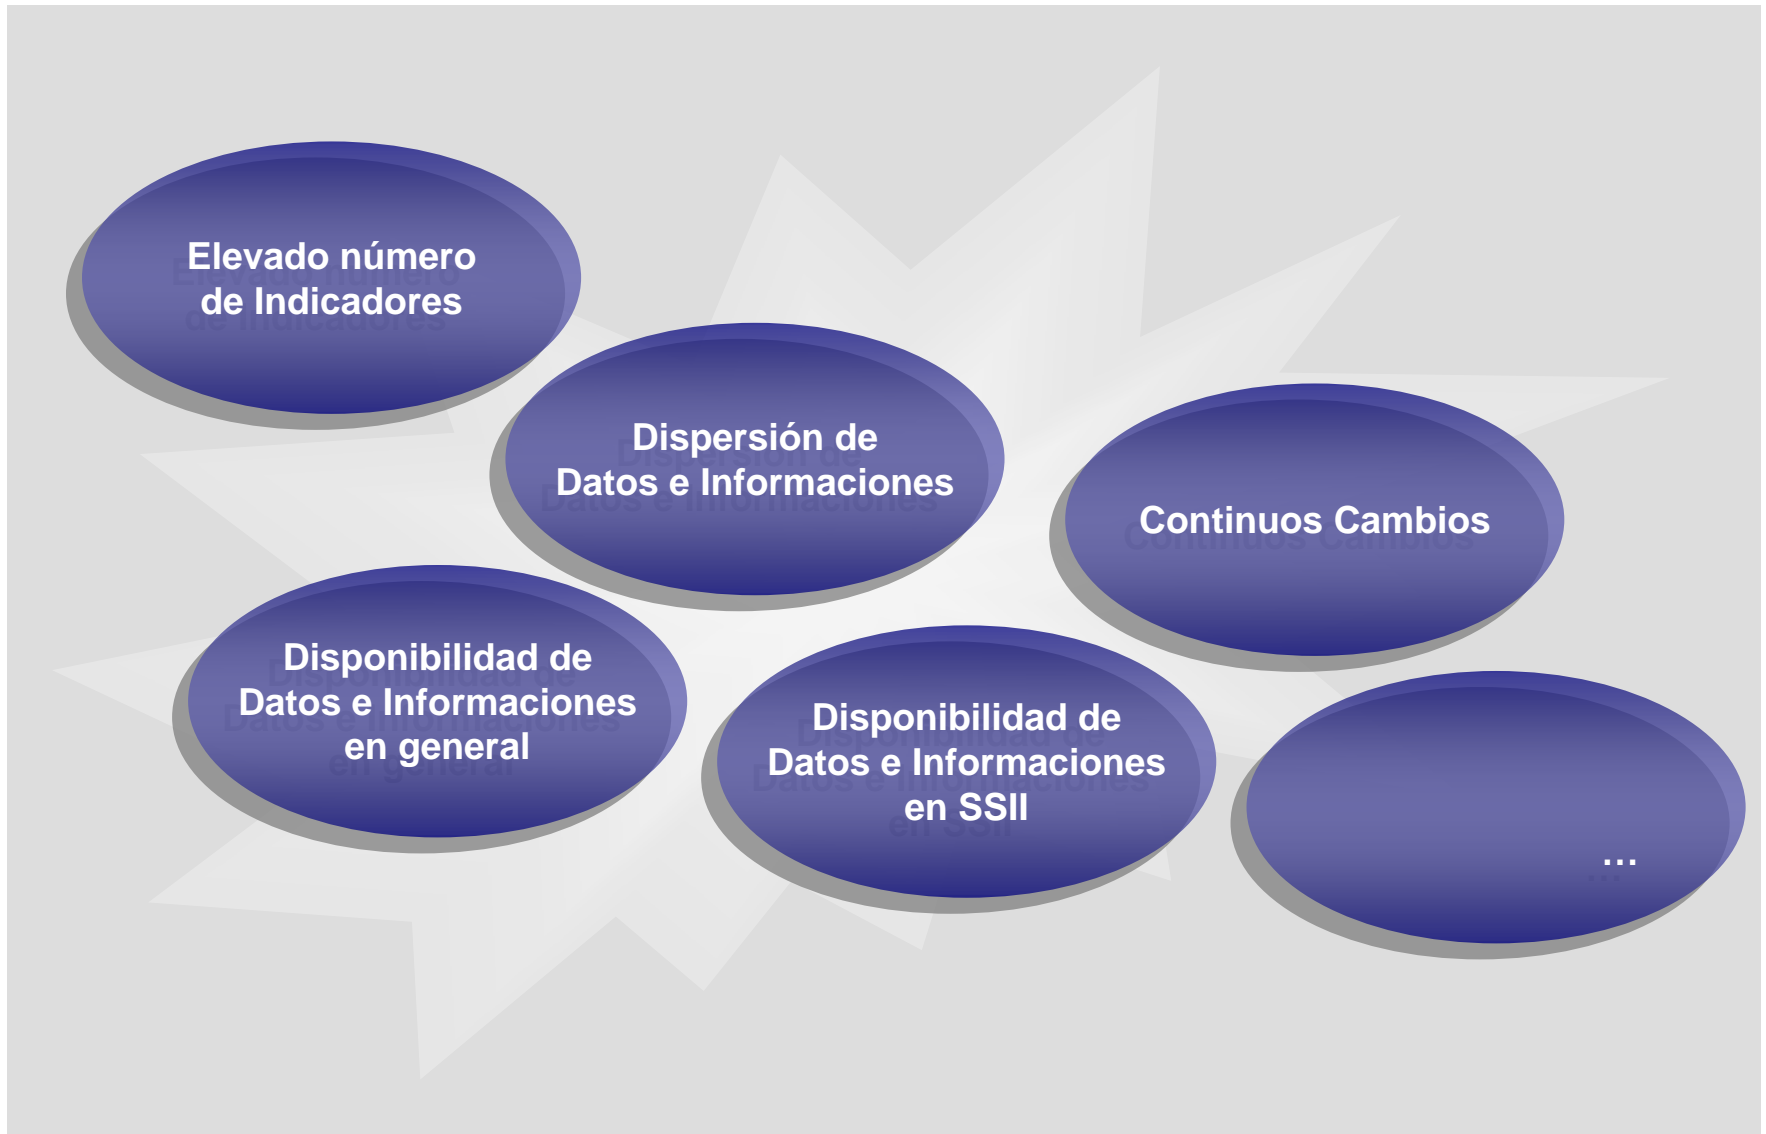 Elevado número
de Indicadores
Dispersión de
Datos e Informaciones
Continuos Cambios
Disponibilidad de
Datos e Informaciones
en general
Disponibilidad de
Datos e Informaciones
en SSII
...